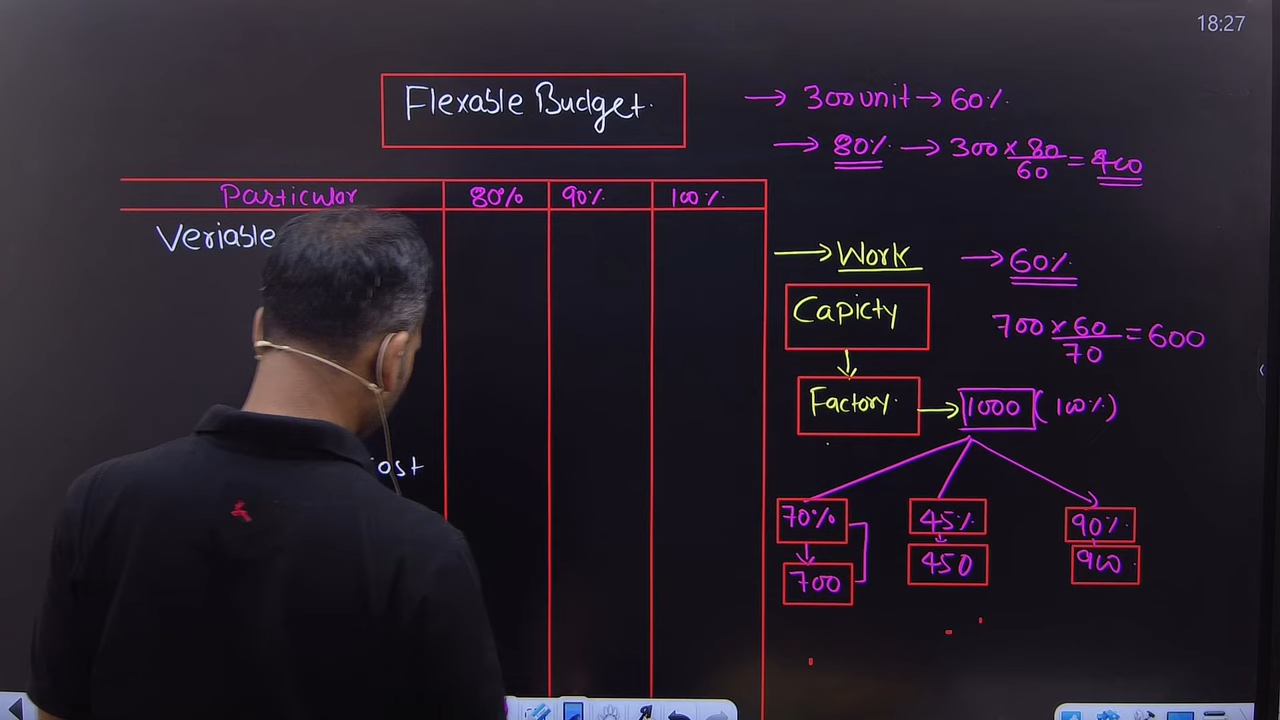 18:27
Flexable Budget.
→ 300 unit → 60%
→ 80% → 300 × 80/60 = 400
Particular 80% 90% 100%
Veriable
ost
→ Work
Capicty
Factory. → 1000 (100%)
→ 60%
700 × 60/70 = 600
70% 45% 90%
700 450 900